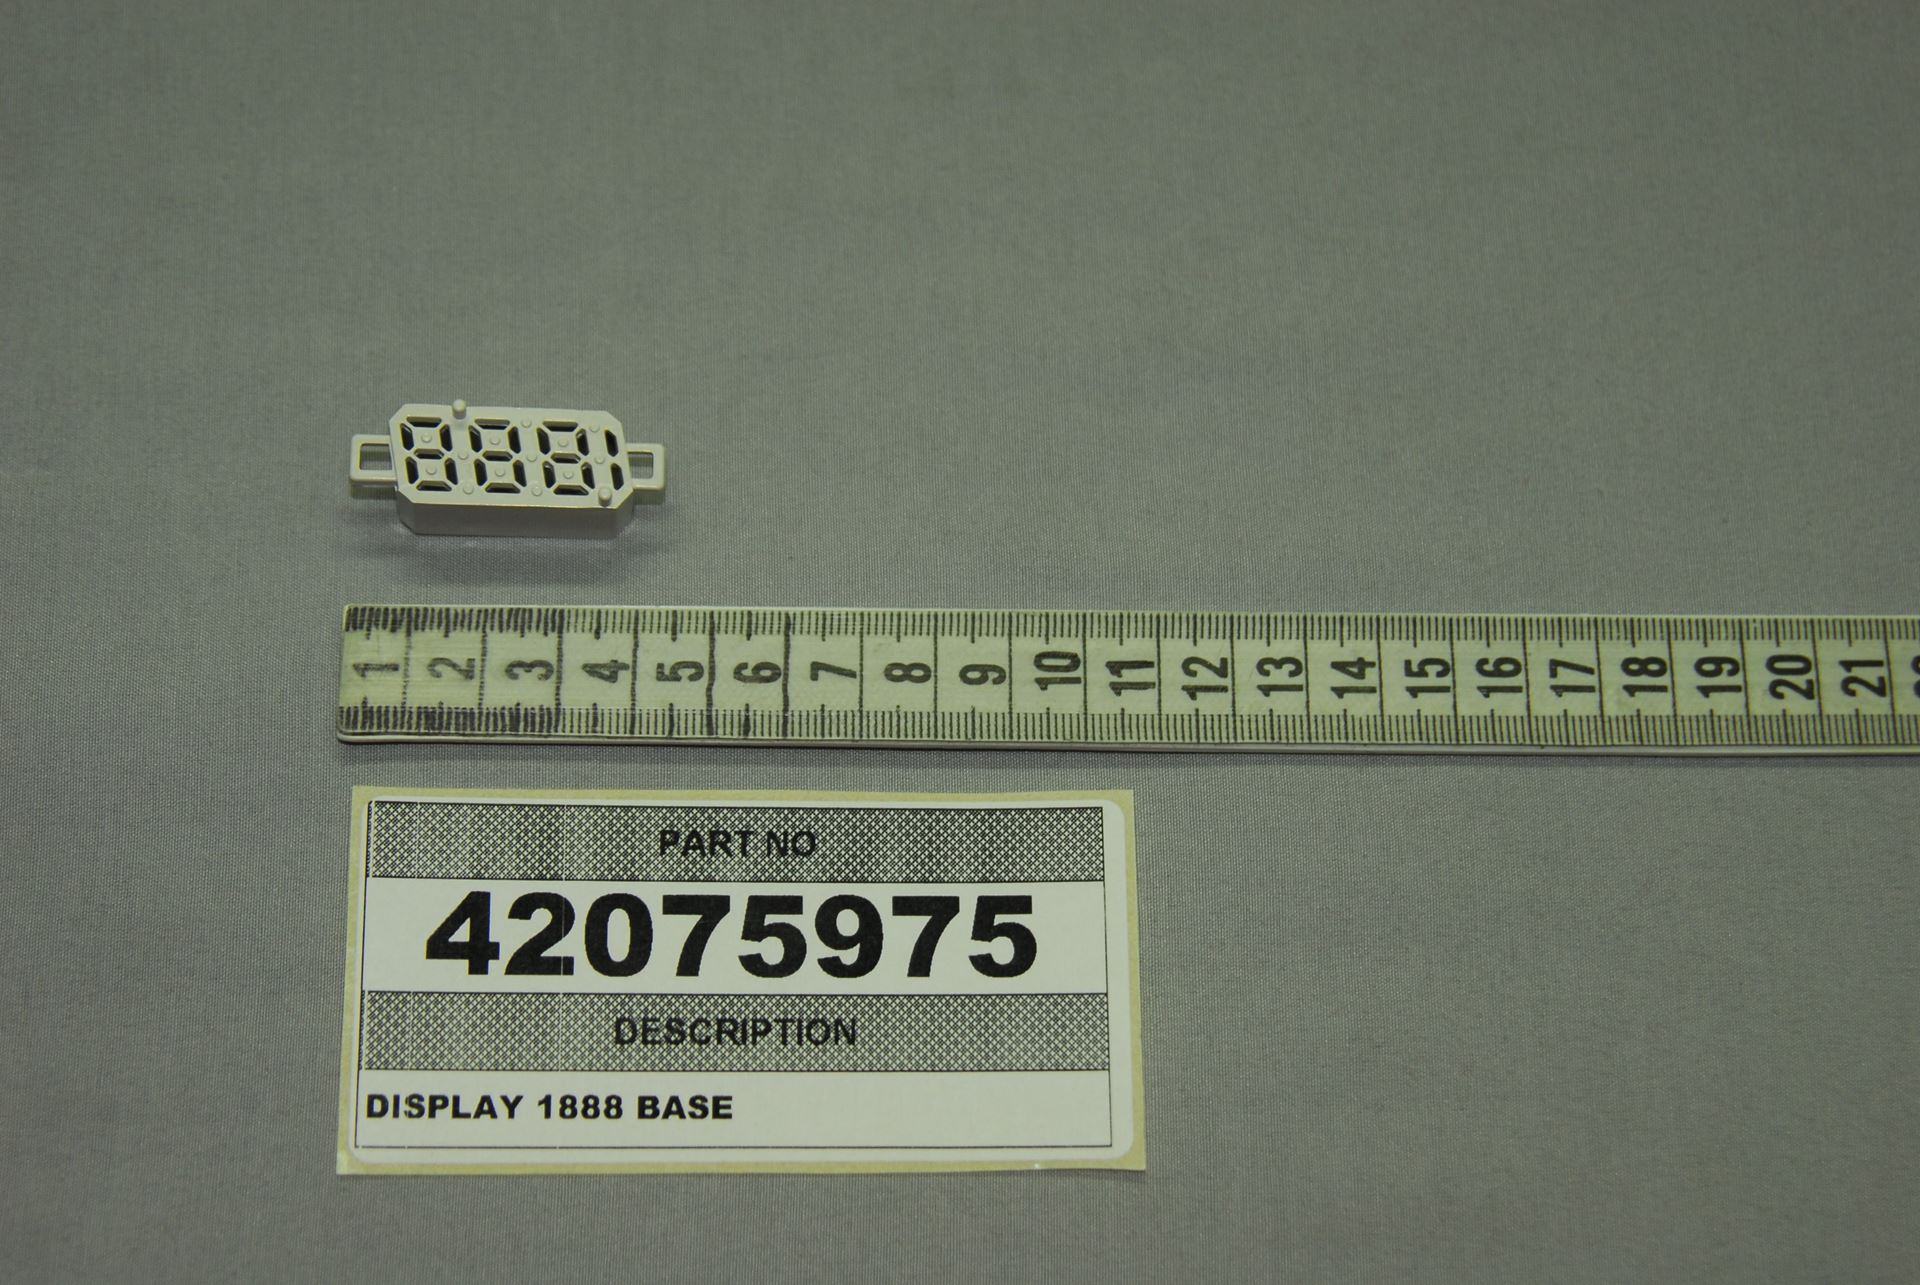 1 2 3 4 5 6 7 8 9 10 11 12 13 14 15 16 17 18 19 20 21
PART NO
42075975
DESCRIPTION
DISPLAY 1888 BASE